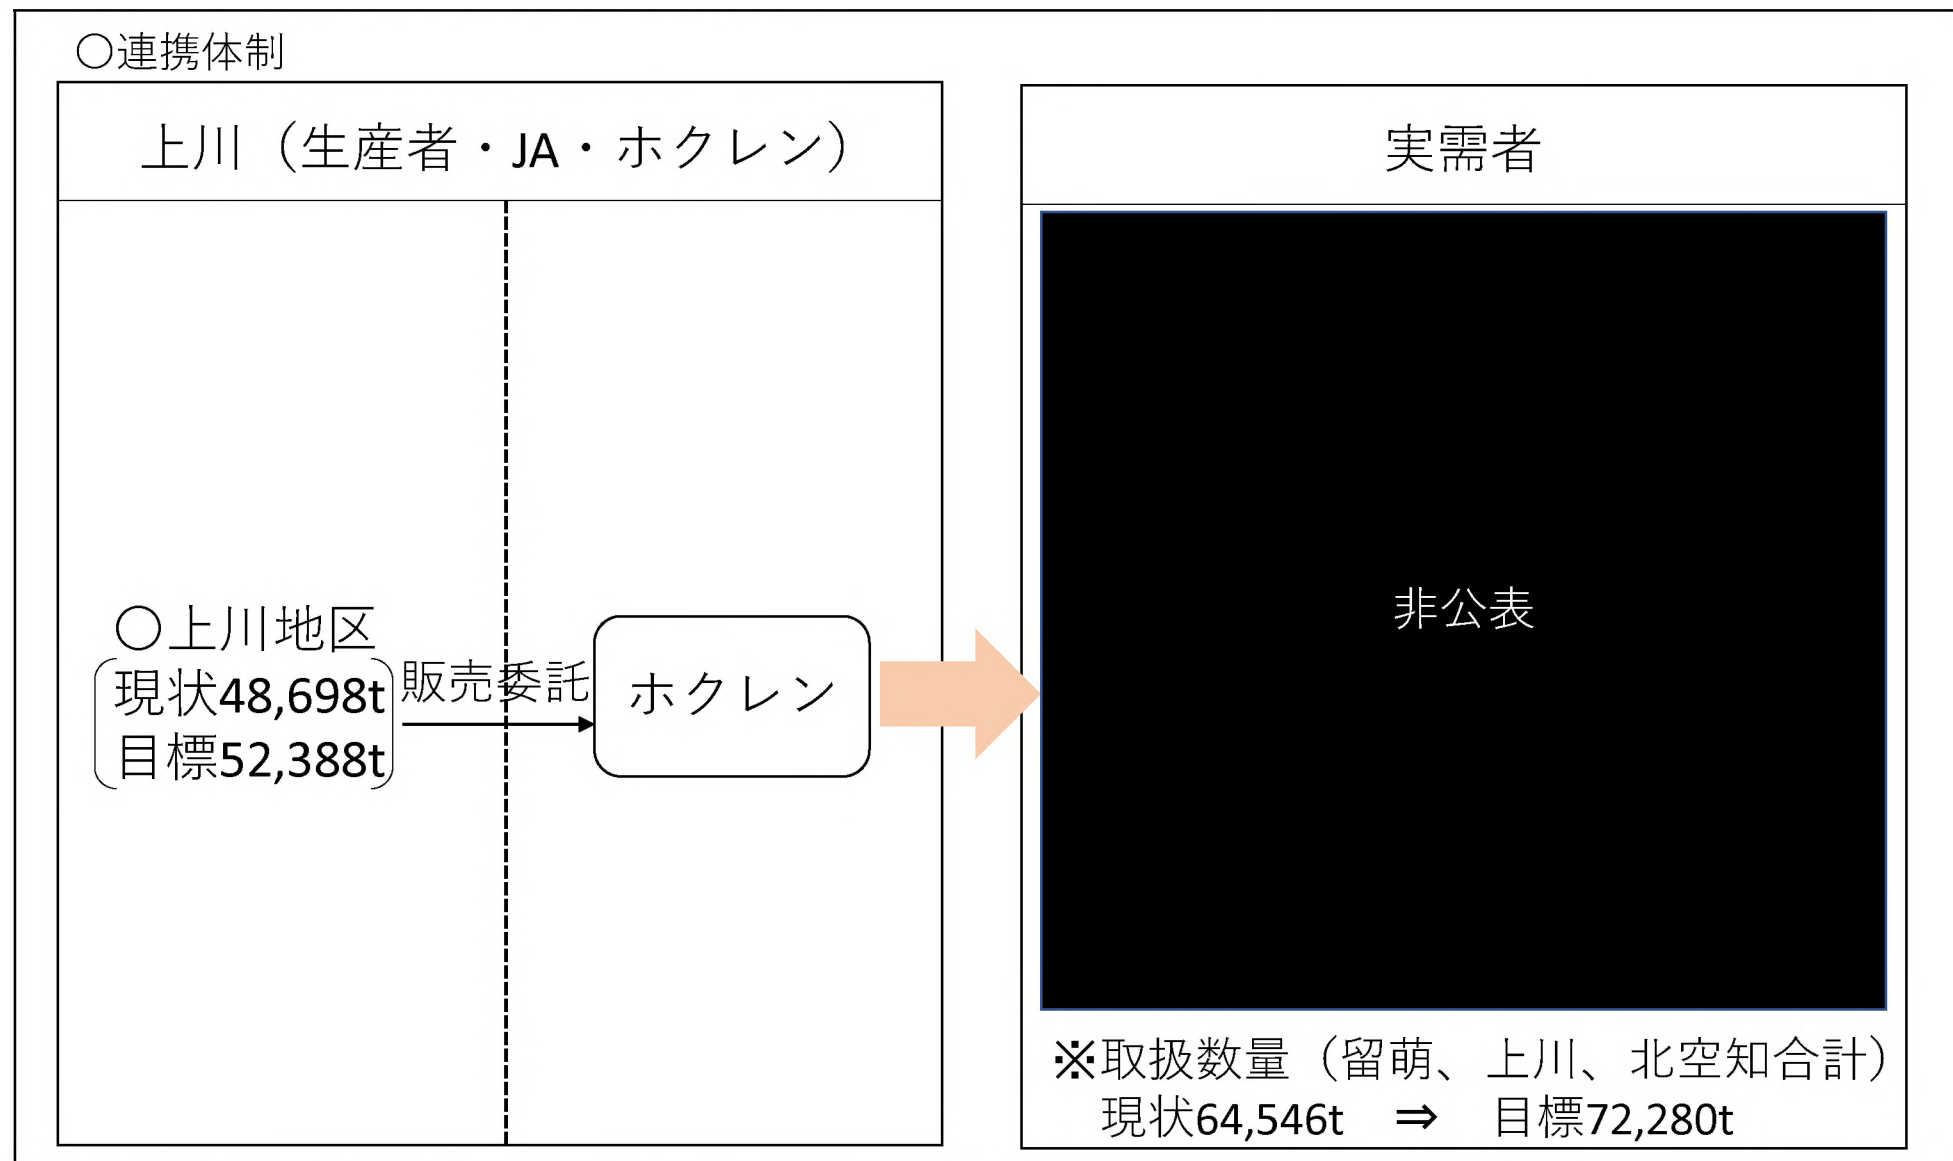 ○連携体制
上川（生産者・JA・ホクレン）
○上川地区
現状48,698t
目標52,388t
販売委託
ホクレン
実需者
非公表
※取扱数量（留萌、上川、北空知合計）
現状64,546t ⇒ 目標72,280t